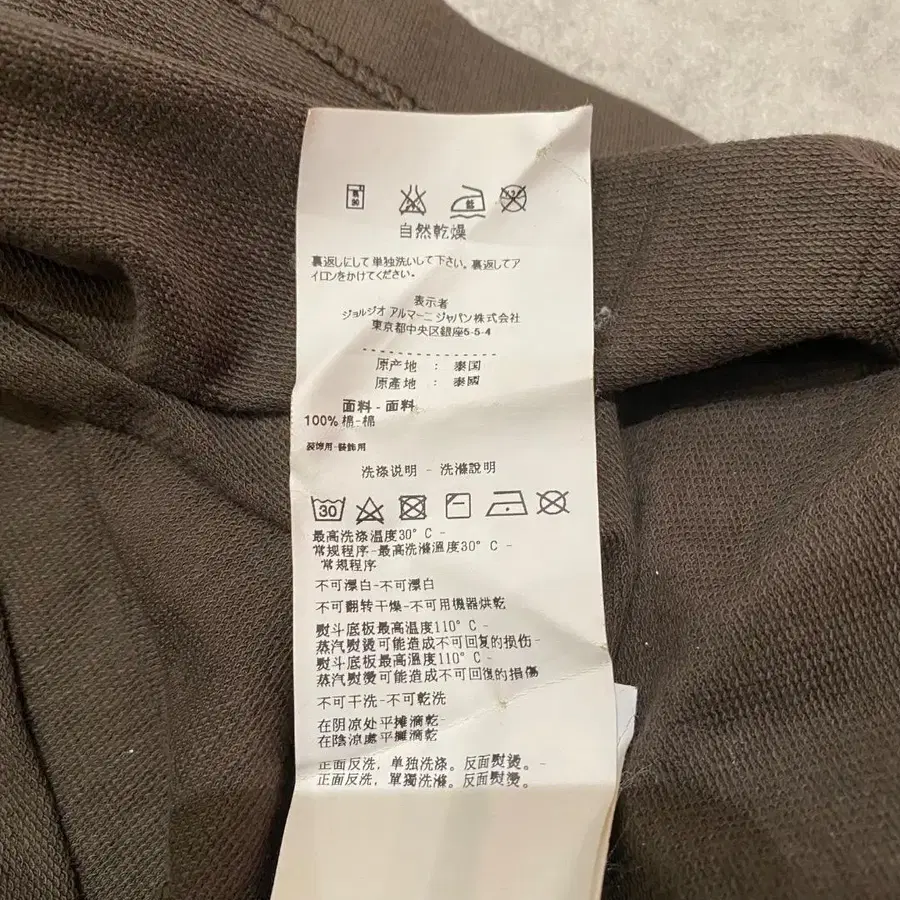 自然乾燥
裏返しにして単独洗いして下さい。裏返してア
イロンをかけてください。
表示者
ジョルジオ アルマーニ ジャパン株式会社
東京都中央区銀座5-5-4
原产地 : 泰国
原產地 : 泰國
面料 - 面料
100% 棉-棉
装饰用-裝飾用
洗涤说明 - 洗滌說明
30
最高洗涤温度30° C -
常规程序-最高洗滌溫度30° C -
常規程序
不可漂白-不可漂白
不可翻转干燥-不可用機器烘乾
熨斗底板最高温度110° C -
蒸汽熨烫可能造成不可回复的损伤-
熨斗底板最高溫度110° C -
蒸汽熨燙可能造成不可回復的損傷
不可干洗-不可乾洗
在阴凉处平摊滴乾-
在陰涼處平攤滴乾
正面反洗, 单独洗涤。反面熨烫。-
正面反洗, 單獨洗滌。反面熨燙。